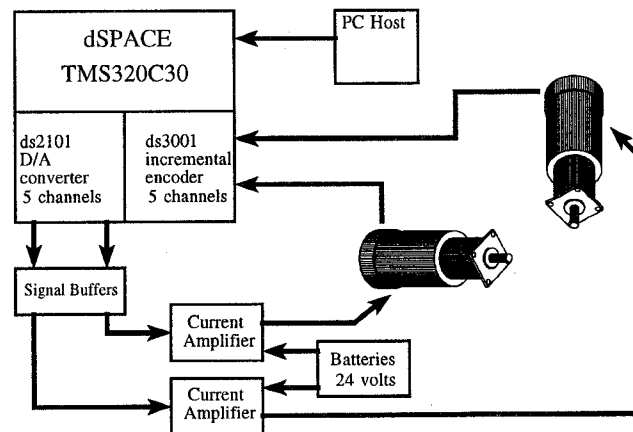 dSPACE
TMS320C30
PC Host
ds2101
D/A
converter
5 channels
ds3001
incremental
encoder
5 channels
Signal Buffers
Current
Amplifier
Batteries
24 volts
Current
Amplifier